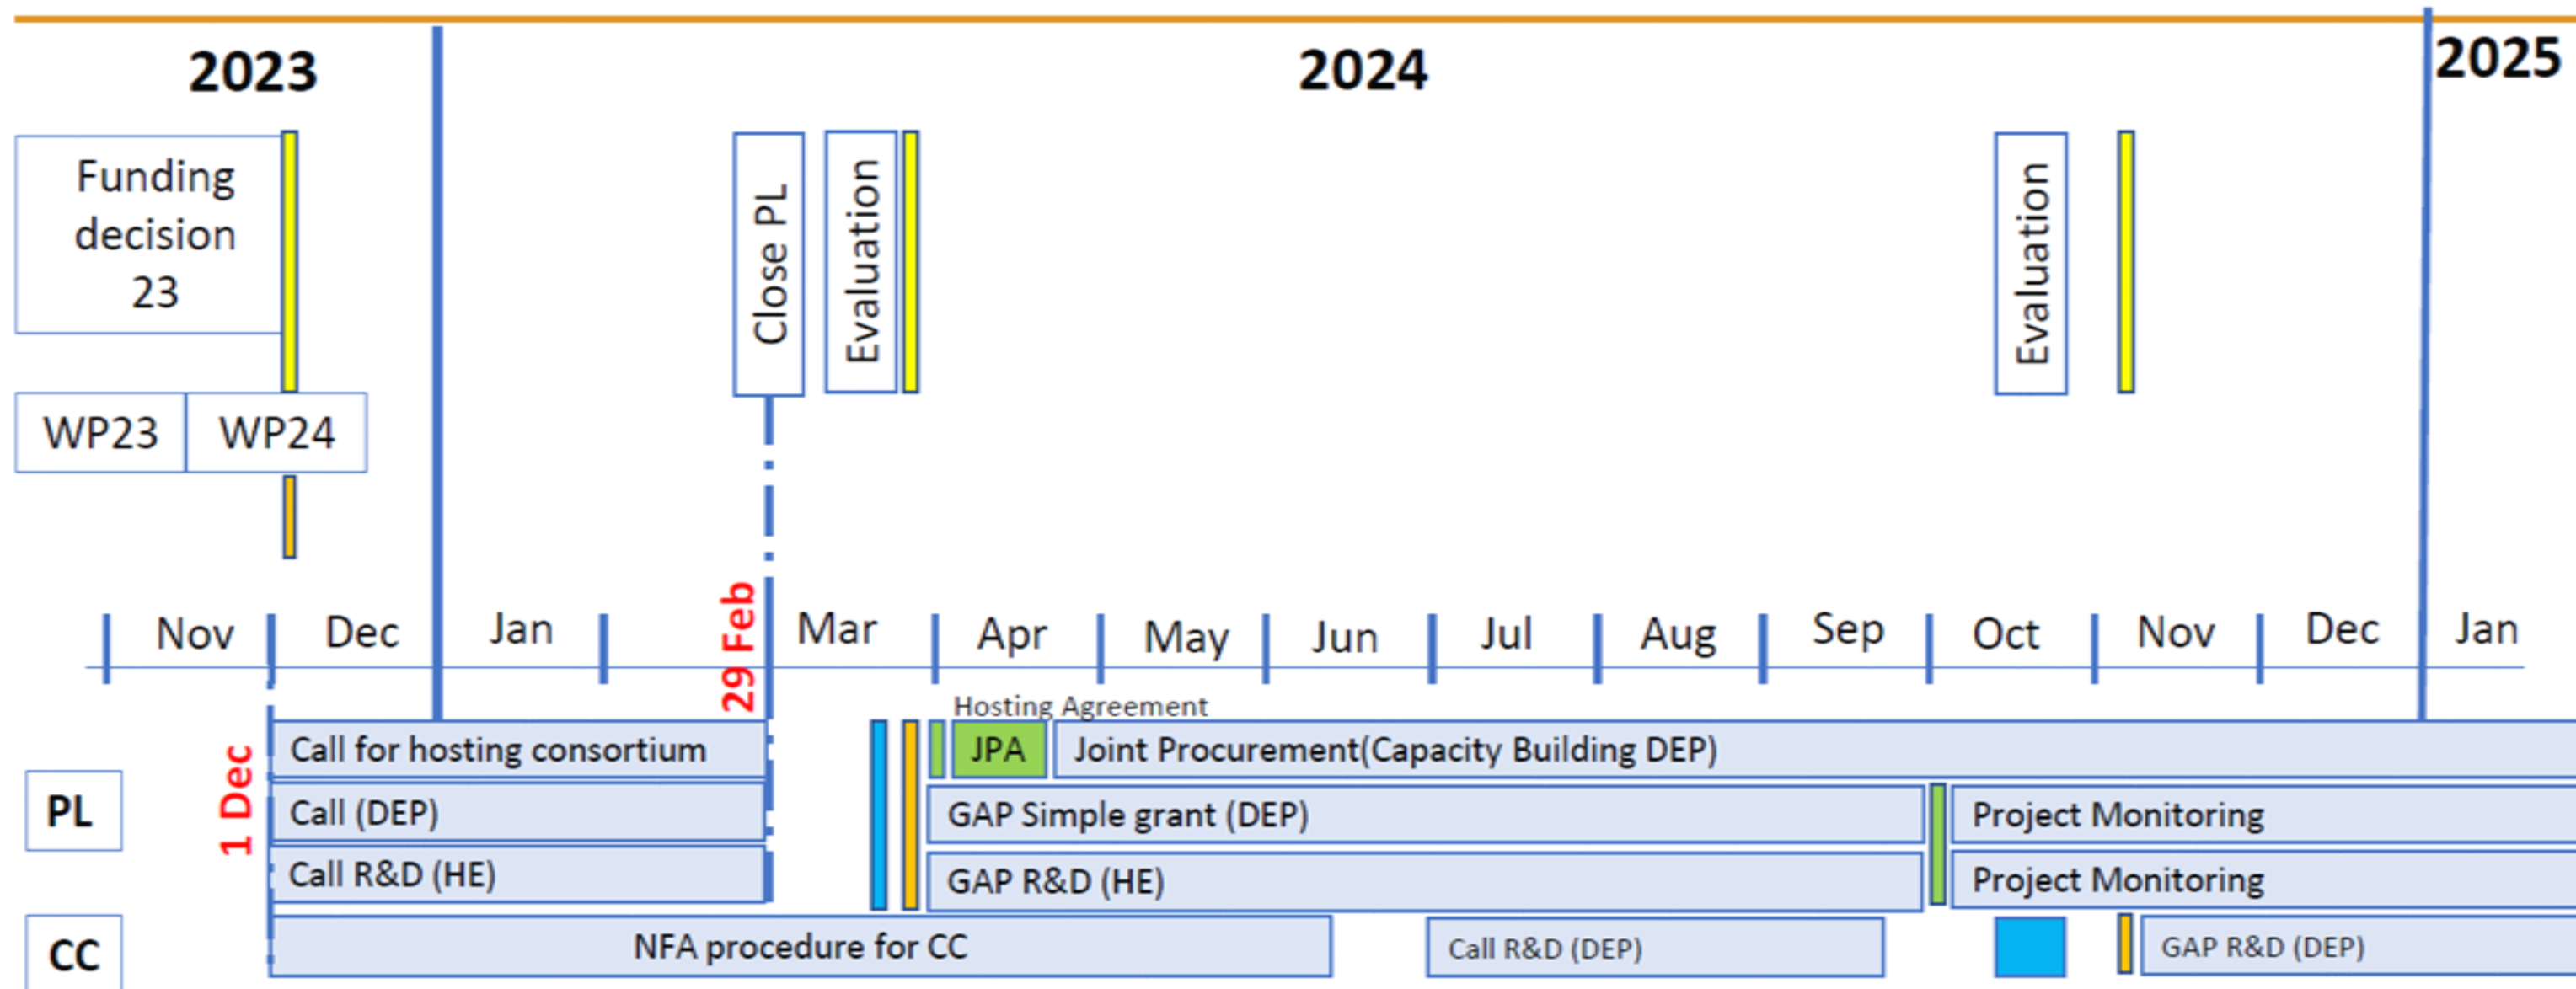 2023
2024
2025
Funding
decision
23
Close PL
Evaluation
Evaluation
WP23
WP24
29 Feb
Nov
Dec
Jan
Mar
Apr
May
Jun
Jul
Aug
Sep
Oct
Nov
Dec
Jan
Hosting Agreement
1 Dec
PL
Call for hosting consortium
JPA
Joint Procurement(Capacity Building DEP)
Call (DEP)
GAP Simple grant (DEP)
Project Monitoring
Call R&D (HE)
GAP R&D (HE)
Project Monitoring
CC
NFA procedure for CC
Call R&D (DEP)
GAP R&D (DEP)